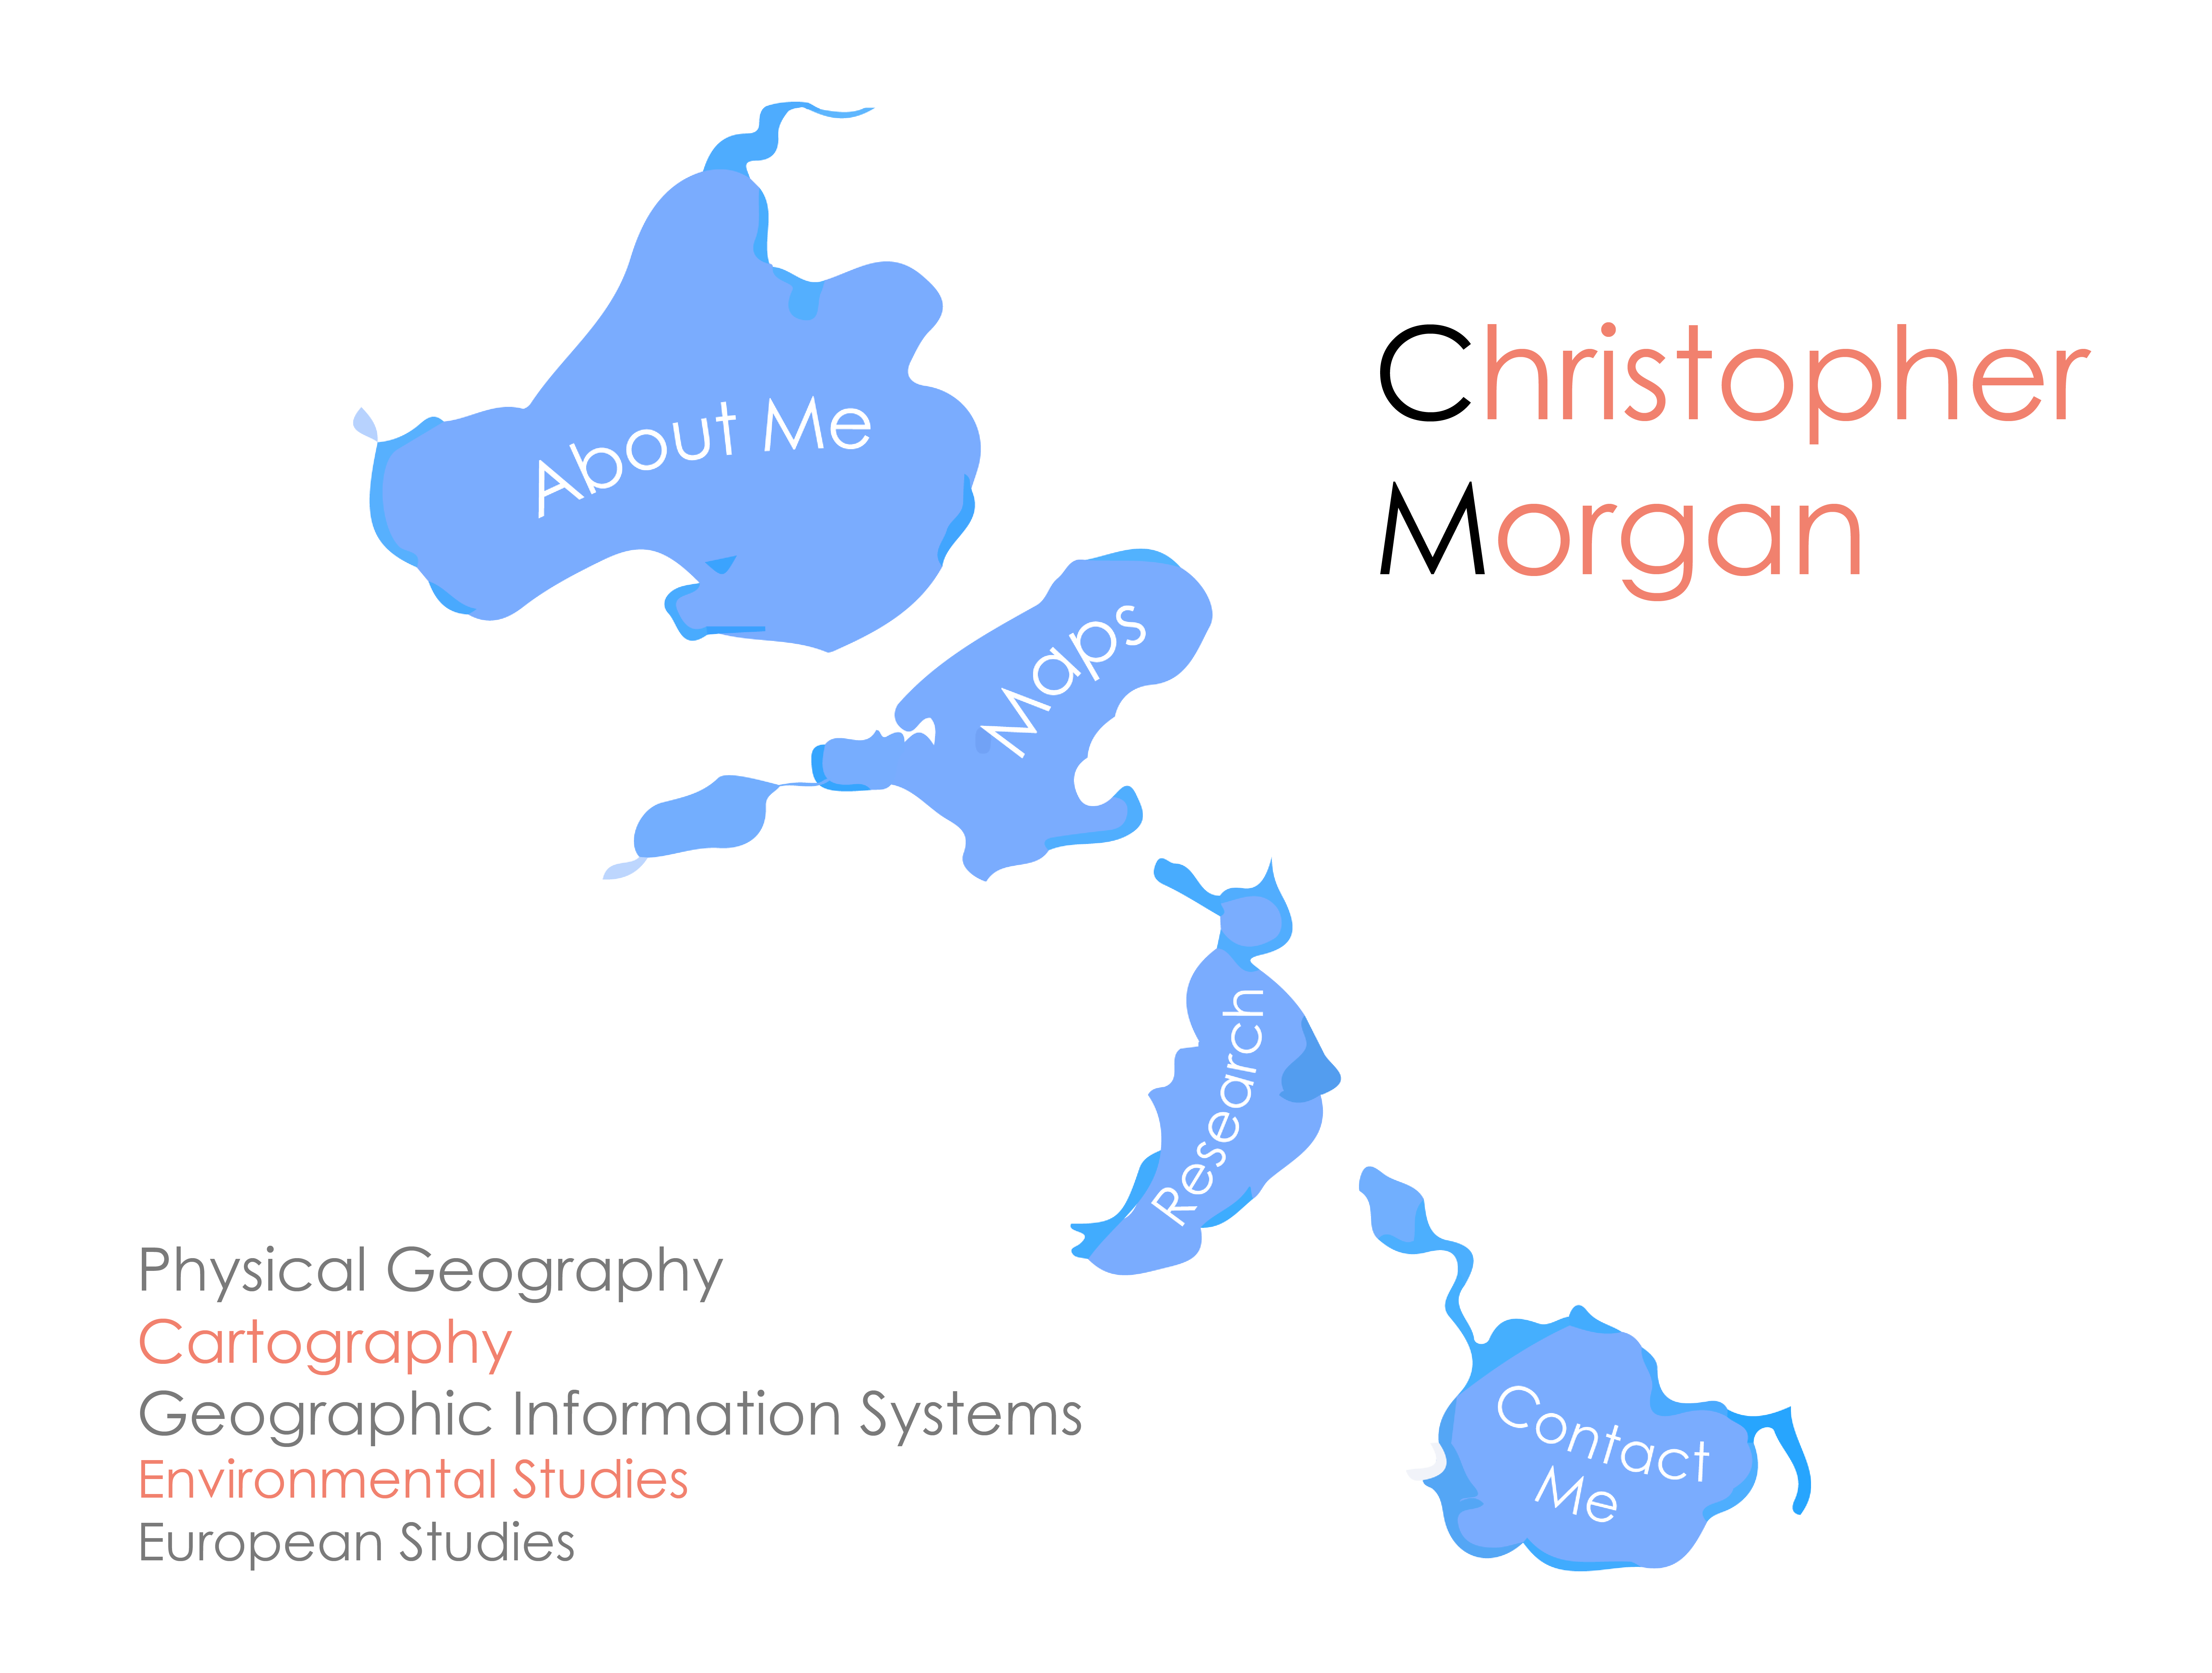 Christopher
Morgan
About Me
Maps
Research
Contact
Me
Physical Geography
Cartography
Geographic Information Systems
Environmental Studies
European Studies